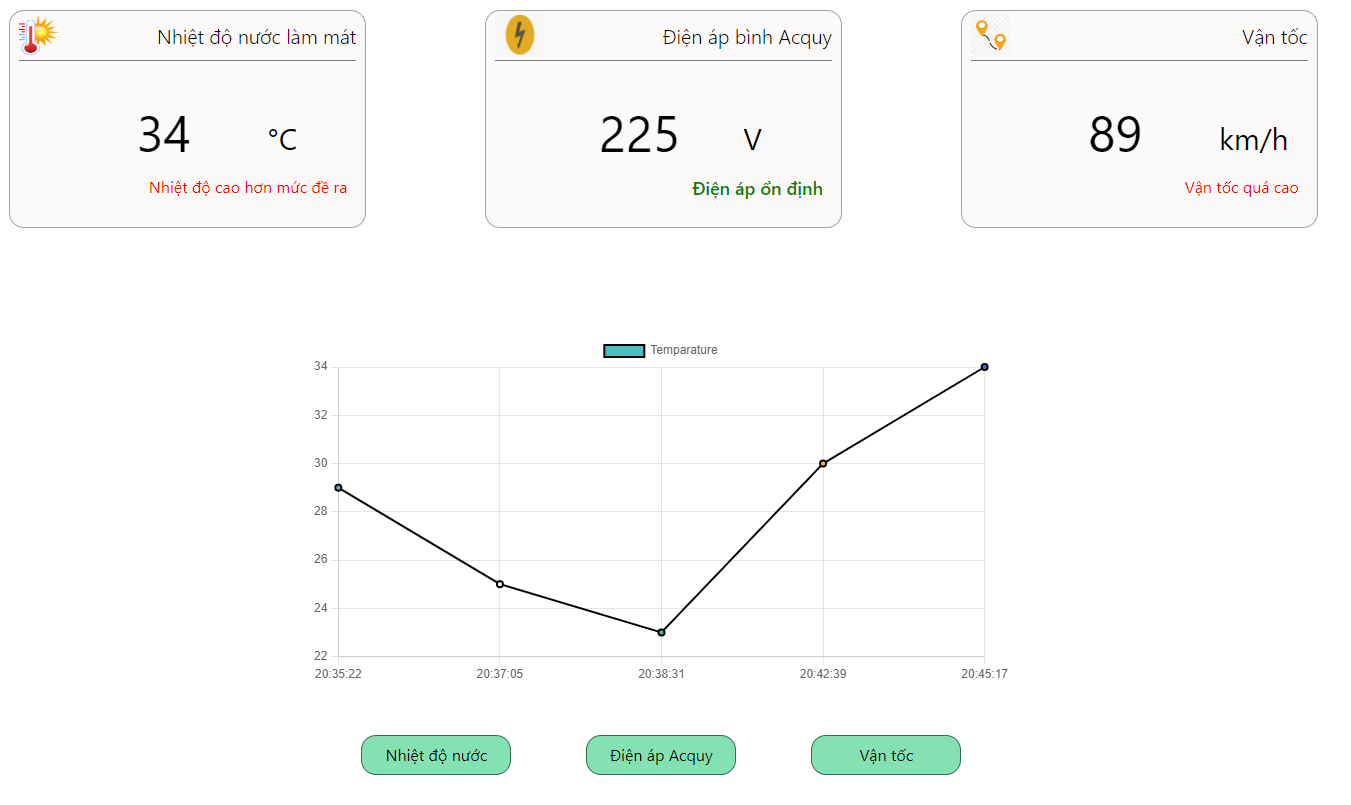 Nhiệt độ nước làm mát
34 °C
Nhiệt độ cao hơn mức đề ra
Điện áp bình Acquy
225 V
Điện áp ổn định
Vận tốc
89 km/h
Vận tốc quá cao
Temparature
34
32
30
28
26
24
22
20:35:22 20:37:05 20:38:31 20:42:39 20:45:17
Nhiệt độ nước
Điện áp Acquy
Vận tốc